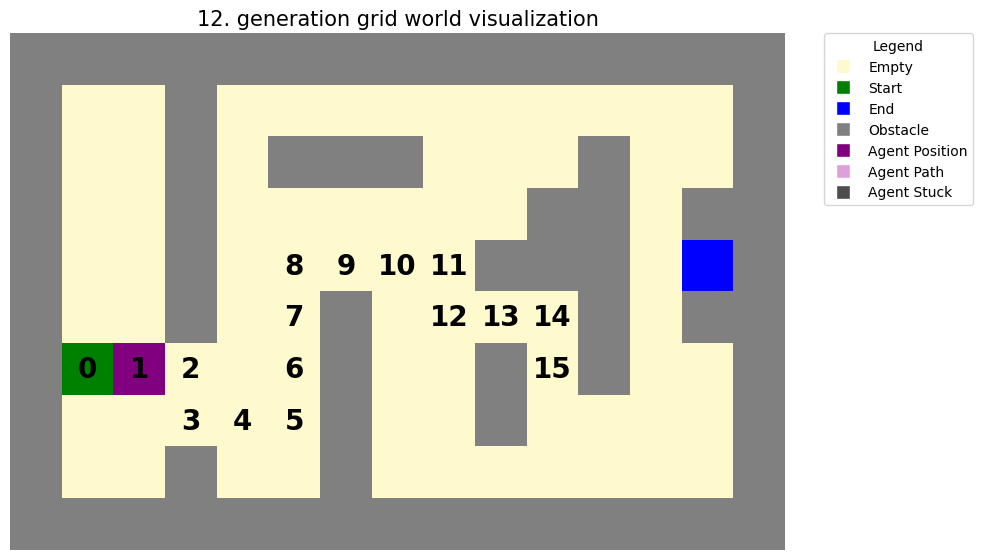 12. generation grid world visualization
Legend
Empty
Start
End
Obstacle
Agent Position
Agent Path
Agent Stuck
8 9 10 11
7 12 13 14
0 1 2 6 15
3 4 5